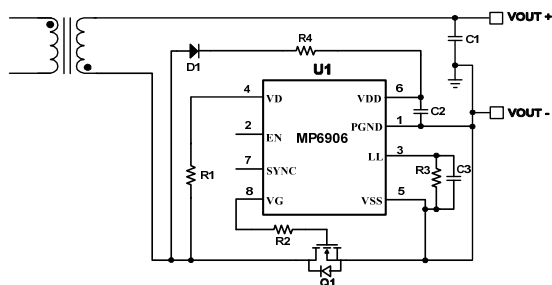 VOUT +
R4
C1
D1
U1
4 VD
VDD 6
C2
VOUT -
2 EN
PGND 1
MP6906
LL 3
7 SYNC
R1
R3
C3
8 VG
VSS 5
R2
Q1